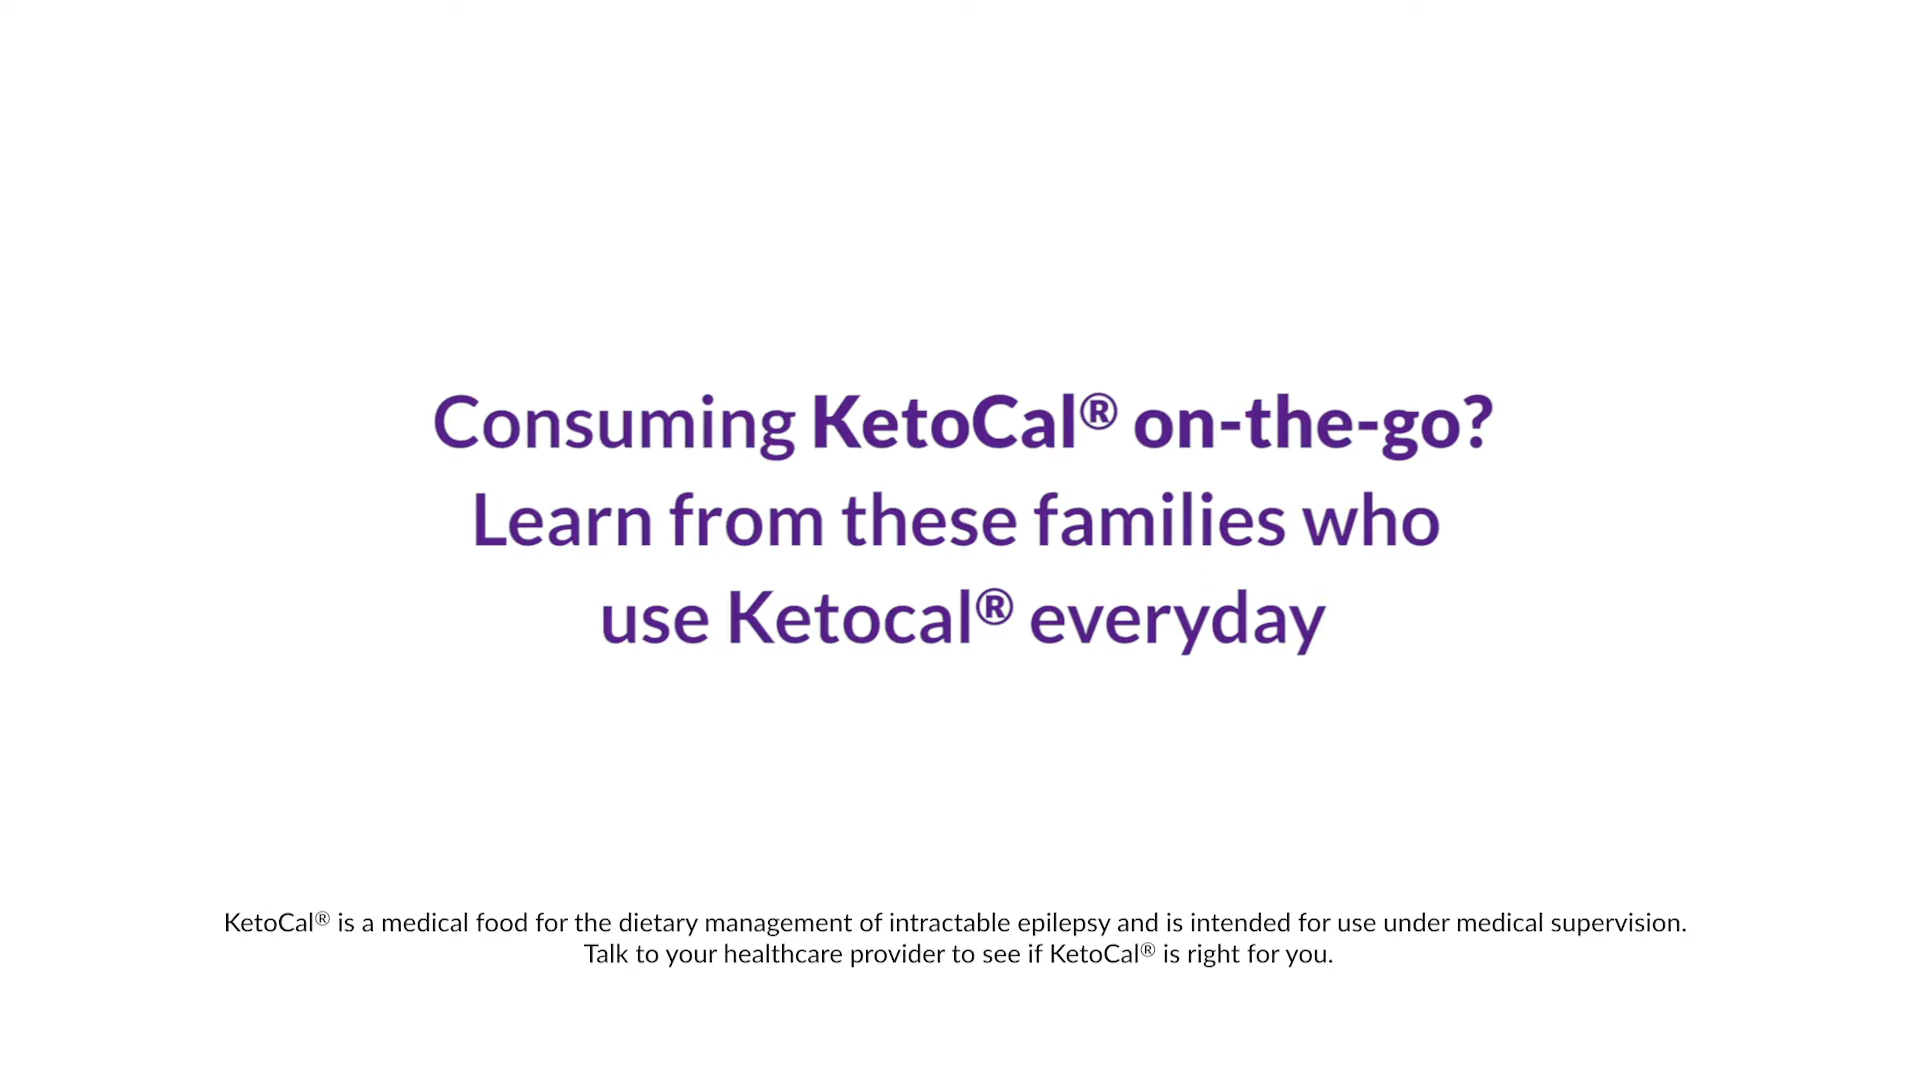 Consuming KetoCal® on-the-go?
Learn from these families who
use Ketocal® everyday
KetoCal® is a medical food for the dietary management of intractable epilepsy and is intended for use under medical supervision.
Talk to your healthcare provider to see if KetoCal® is right for you.